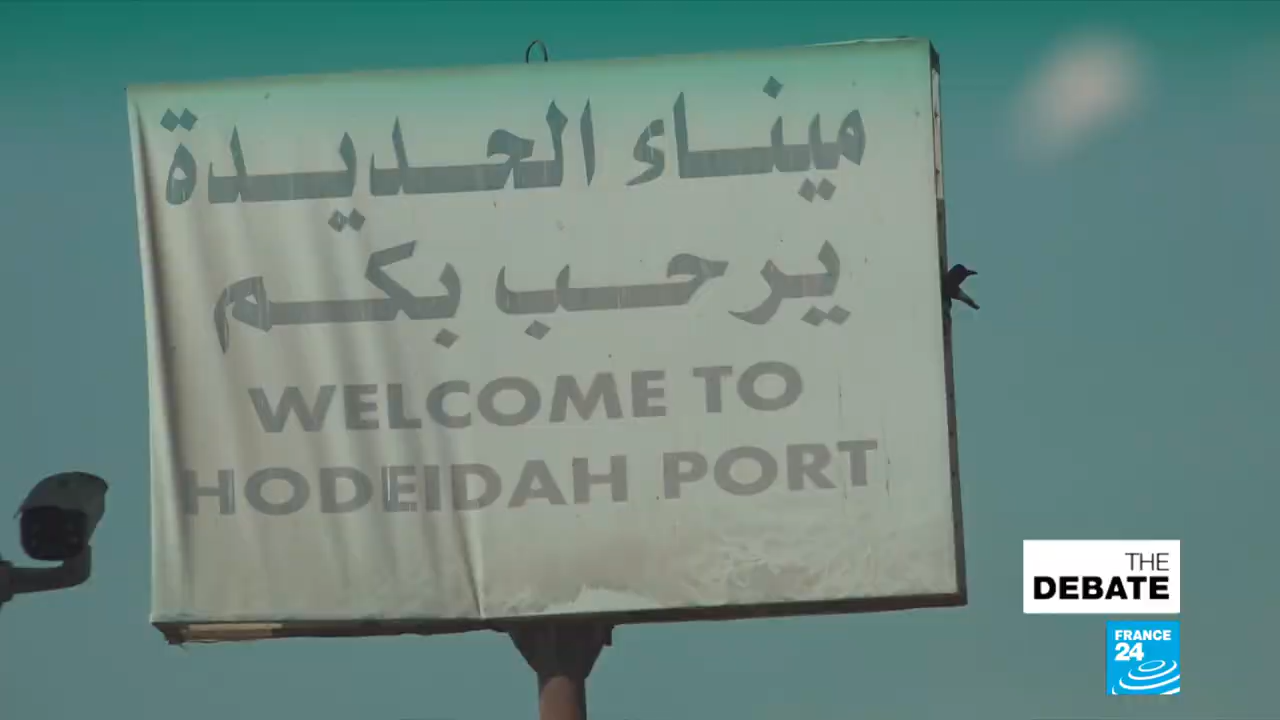 ميناء الحديدة
يرحب بكم
WELCOME TO
HODEIDAH PORT
THE
DEBATE
FRANCE
24